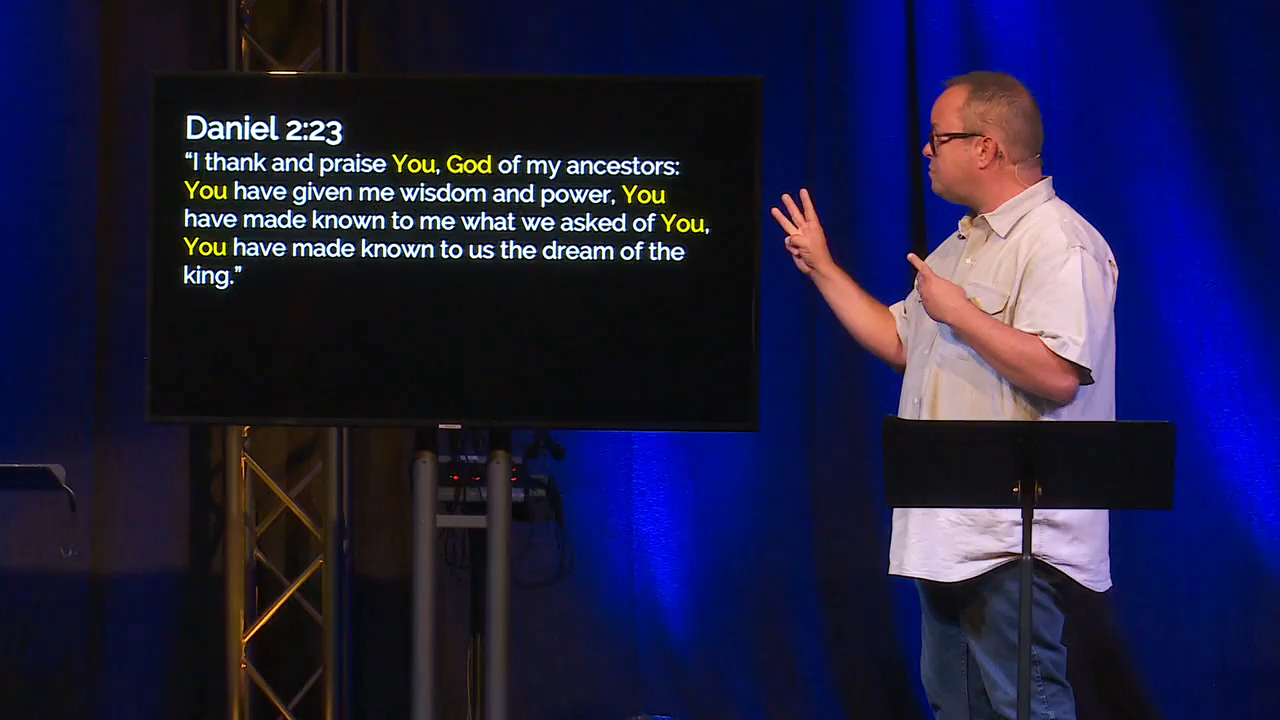 Daniel 2:23
“I thank and praise You, God of my ancestors:
You have given me wisdom and power, You
have made known to me what we asked of You,
You have made known to us the dream of the
king.”